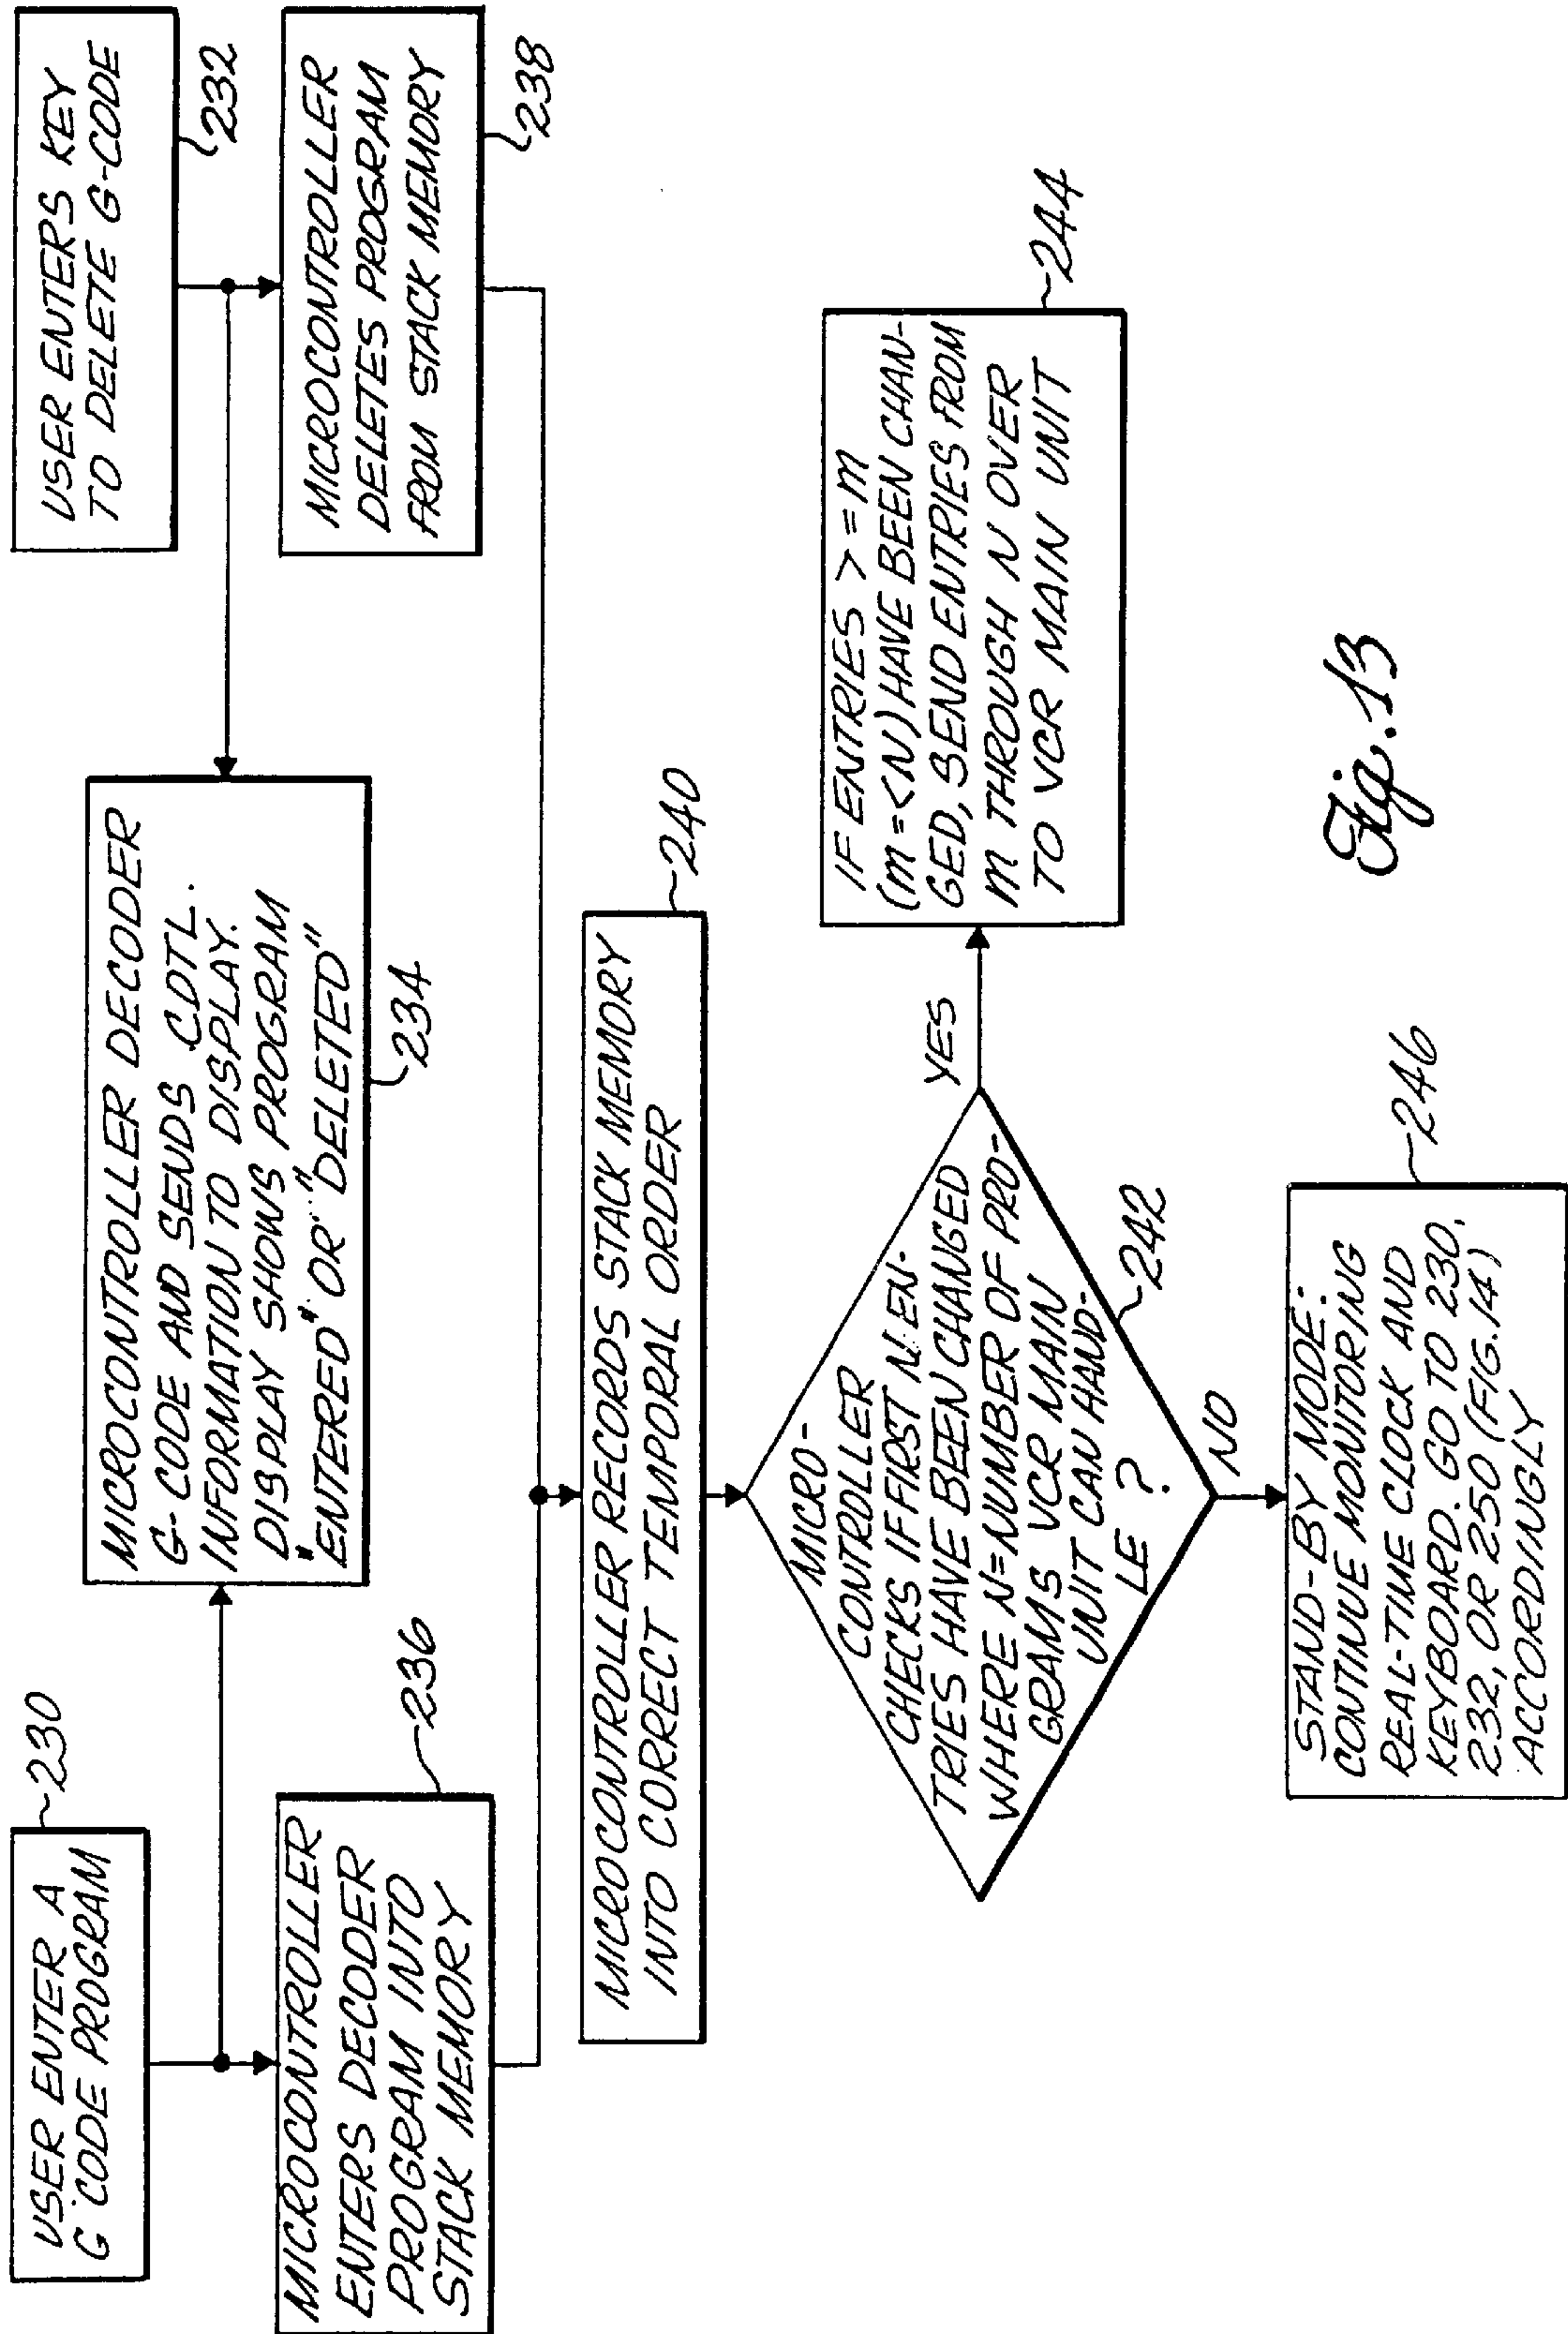 USER ENTER A
G CODE PROGRAM
230
MICROCONTROLLER DECODER
G-CODE AND SENDS CDTL.
INFORMATION TO DISPLAY.
DISPLAY SHOWS PROGRAM
"ENTERED" OR "DELETED"
234
USER ENTERS KEY
TO DELETE G-CODE
232
MICROCONTROLLER
ENTERS DECODER
PROGRAM INTO
STACK MEMORY
236
MICROCONTROLLER
DELETES PROGRAM
FROM STACK MEMORY
238
MICROCONTROLLER RECORDS STACK MEMORY
INTO CORRECT TEMPORAL ORDER
240
MICRO-
CONTROLLER
CHECKS IF FIRST N EN-
TRIES HAVE BEEN CHANGED
WHERE N=NUMBER OF PRO-
GRAMS VCR MAIN
UNIT CAN HAND-
LE ?
242
YES
NO
IF ENTRIES >=M
(M=<N) HAVE BEEN CHAN-
GED, SEND ENTRIES FROM
M THROUGH N OVER
TO VCR MAIN UNIT
244
STAND-BY MODE:
CONTINUE MONITORING
REAL-TIME CLOCK AND
KEYBOARD. GO TO 230,
232, OR 250 (FIG. 14)
ACCORDINGLY
246
Fig. 13